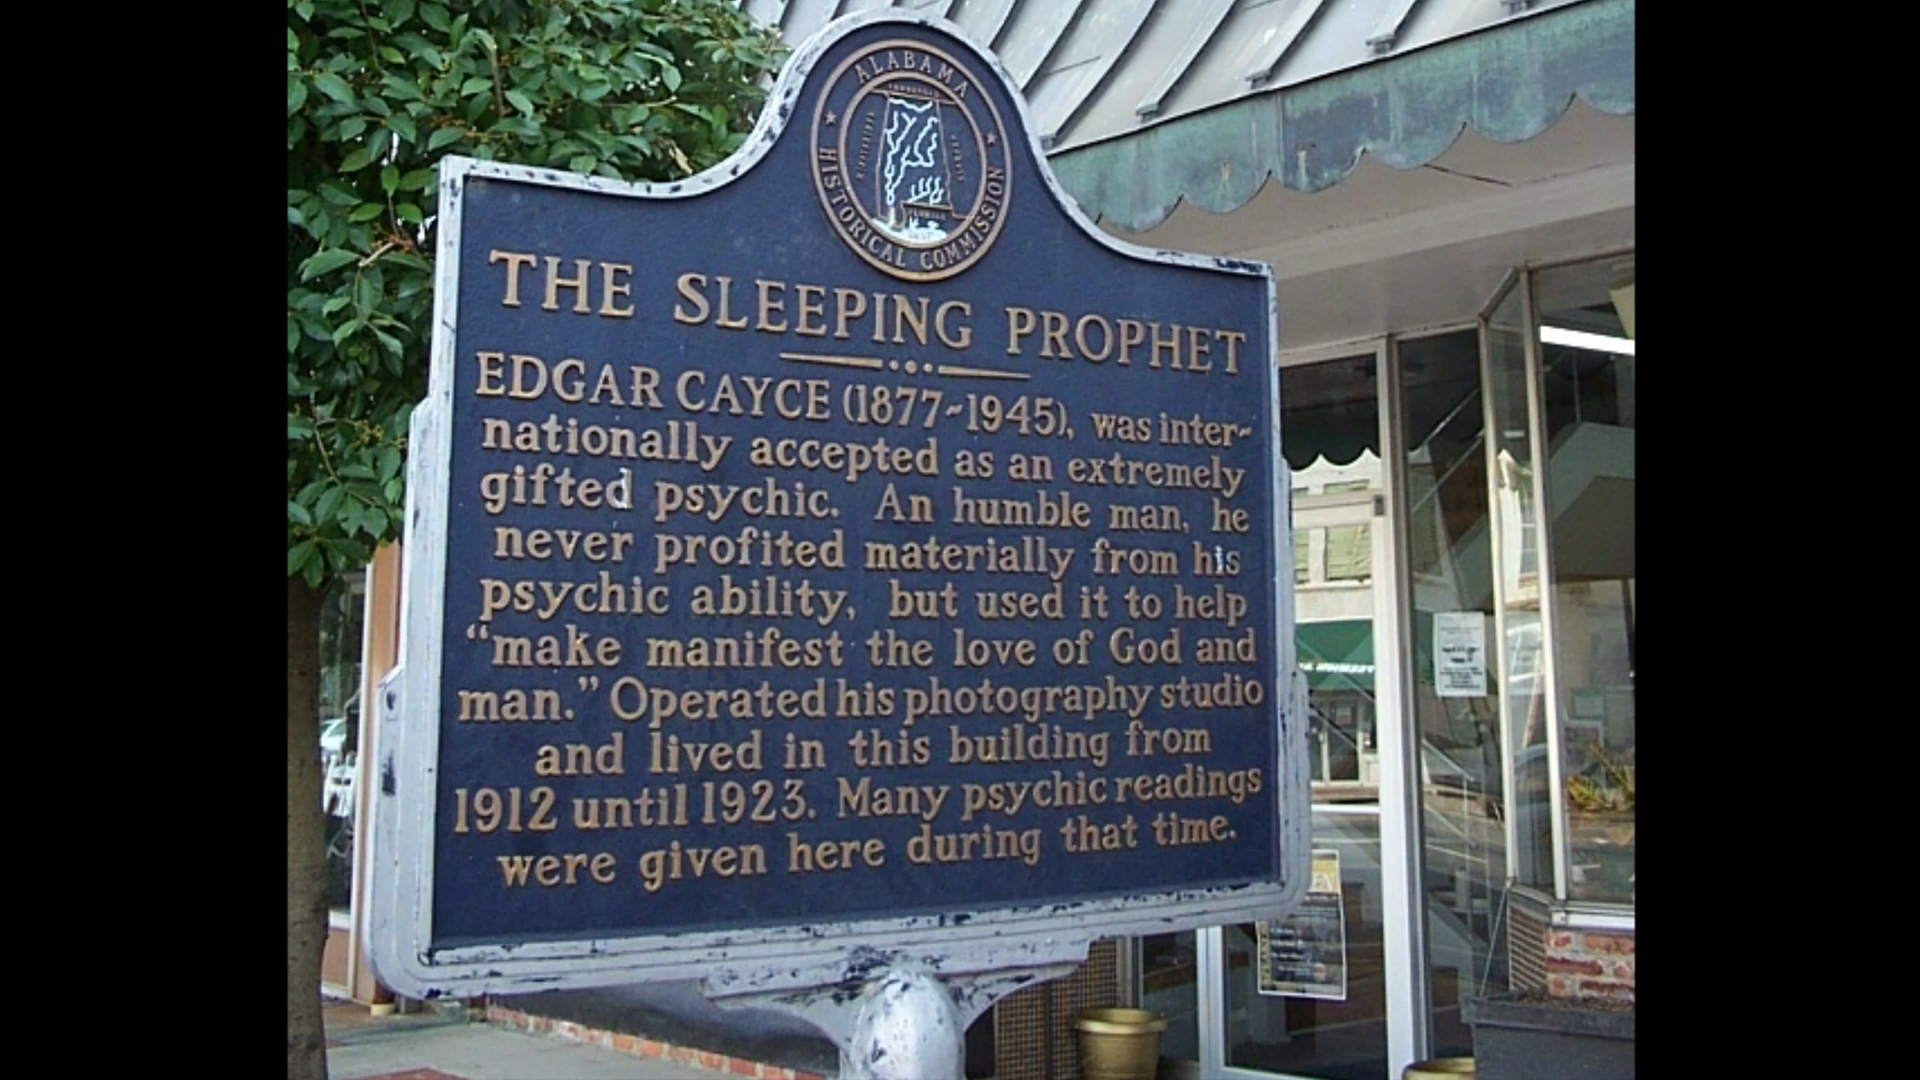 ALABAMA
HISTORICAL COMMISSION
THE SLEEPING PROPHET
EDGAR CAYCE (1877-1945), was inter-
nationally accepted as an extremely
gifted psychic. An humble man, he
never profited materially from his
psychic ability, but used it to help
“make manifest the love of God and
man.” Operated his photography studio
and lived in this building from
1912 until 1923. Many psychic readings
were given here during that time.